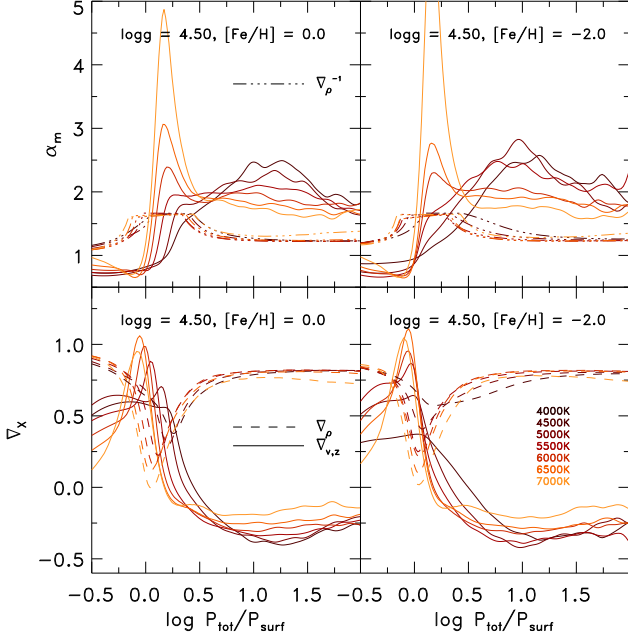 logg = 4.50, [Fe/H] = 0.0
logg = 4.50, [Fe/H] = −2.0
∇ρ⁻¹
αm
5
4
3
2
1
logg = 4.50, [Fe/H] = 0.0
logg = 4.50, [Fe/H] = −2.0
∇x
1.0
0.5
0.0
−0.5
∇ρ
∇v,z
4000K
4500K
5000K
5500K
6000K
6500K
7000K
−0.5 0.0 0.5 1.0 1.5 −0.5 0.0 0.5 1.0 1.5
log Ptot/Psurf
log Ptot/Psurf